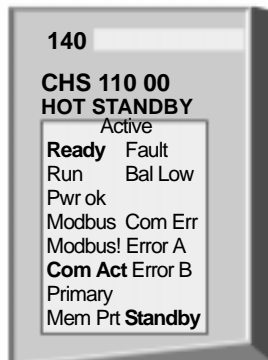 140
CHS 110 00
HOT STANDBY
Active
Ready Fault
Run Bal Low
Pwr ok
Modbus Com Err
Modbus! Error A
Com Act Error B
Primary
Mem Prt Standby